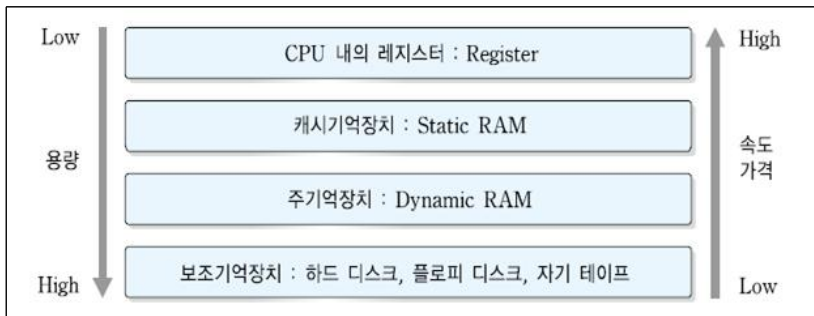 Low
High
CPU 내의 레지스터 : Register
캐시기억장치 : Static RAM
용량
속도
가격
주기억장치 : Dynamic RAM
보조기억장치 : 하드 디스크, 플로피 디스크, 자기 테이프
High
Low